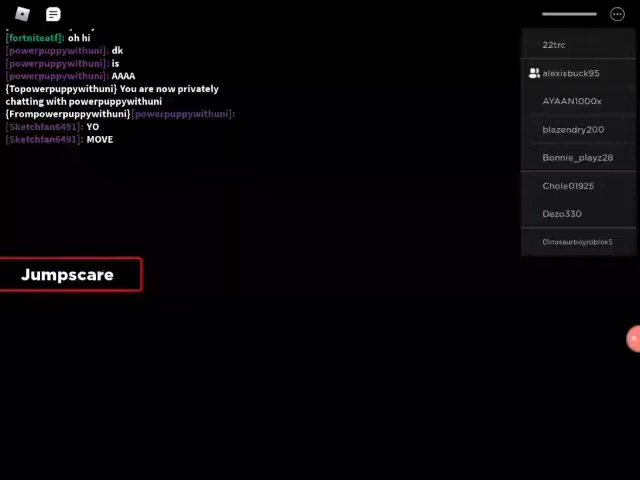 [fortniteatf]: oh hi
[powerpuppywithuni]: dk
[powerpuppywithuni]: is
[powerpuppywithuni]: AAAA
{Topowerpuppywithuni} You are now privately
chatting with powerpuppywithuni
{Frompowerpuppywithuni}[powerpuppywithuni]:
[Sketchfan6491]: YO
[Sketchfan6491]: MOVE
22trc
alexisbuck95
AYAAN1000x
blazendry200
Bonnie_playz28
Chole01925
Dezo330
Dinosaurboyroblox5
Jumpscare